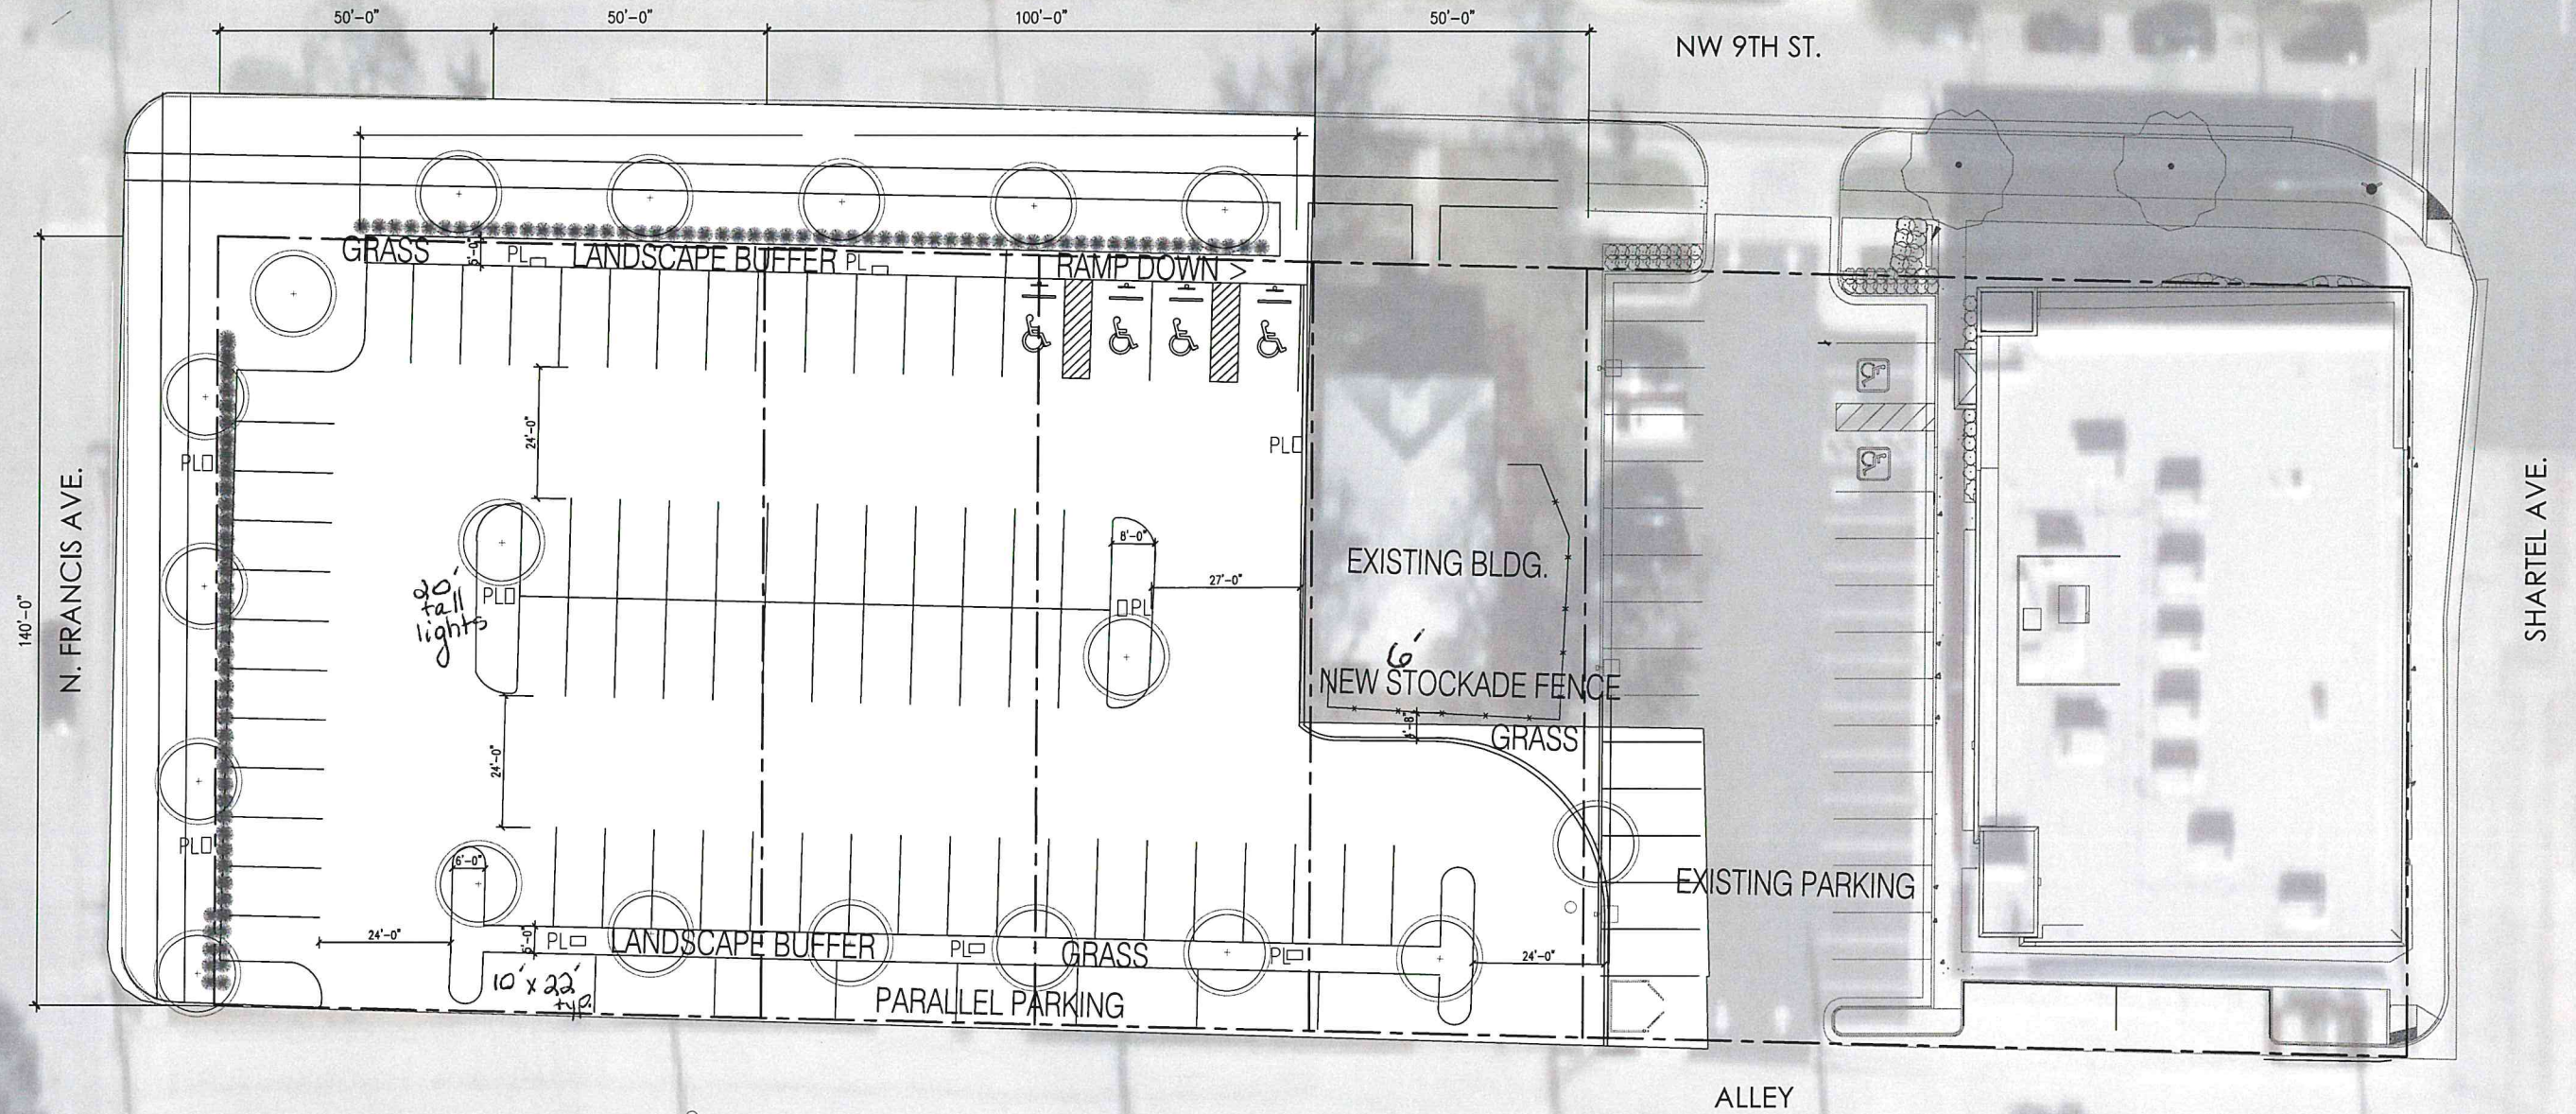 50'-0"
50'-0"
100'-0"
50'-0"
NW 9TH ST.
GRASS
5'-0"
PL
LANDSCAPE BUFFER
PL
RAMP DOWN >
24'-0"
PL
PL
N. FRANCIS AVE.
140'-0"
SHARTEL AVE.
8'-0"
27'-0"
EXISTING BLDG.
20'
tall
lights
PL
PL
6'
NEW STOCKADE FENCE
GRASS
24'-0"
PL
6'-0"
EXISTING PARKING
24'-0"
PL
LANDSCAPE BUFFER
PL
GRASS
PL
24'-0"
10' x 22'
typ.
PARALLEL PARKING
ALLEY